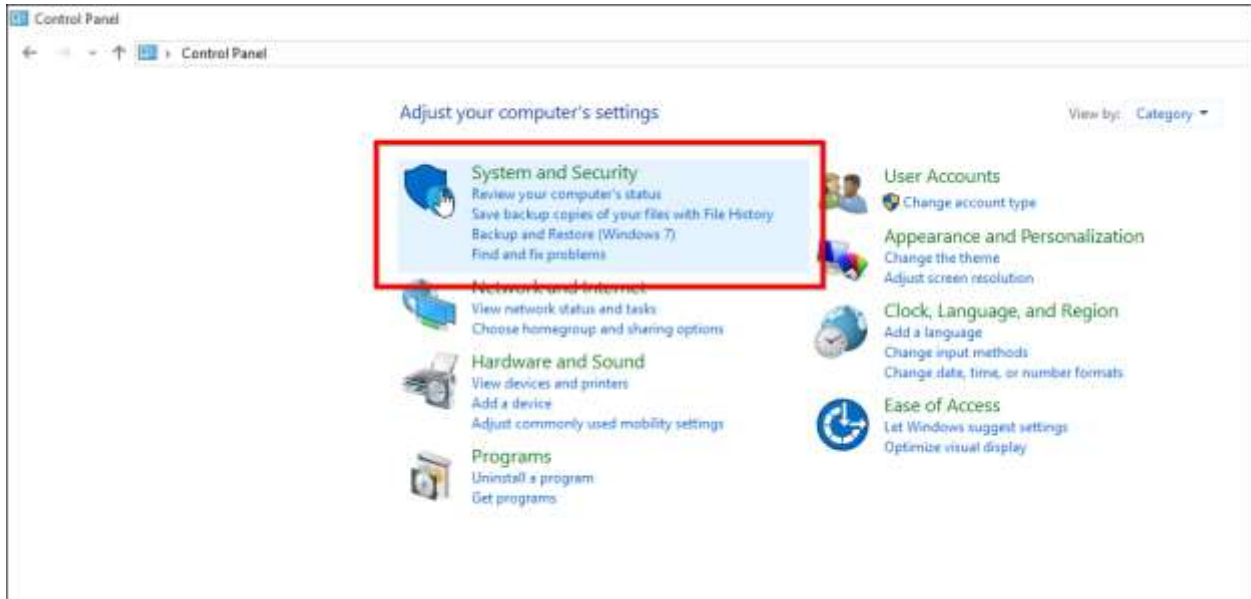 Control Panel
Control Panel
Adjust your computer's settings
View by: Category
System and Security
Review your computer's status
Save backup copies of your files with File History
Backup and Restore (Windows 7)
Find and fix problems
Network and Internet
View network status and tasks
Choose homegroup and sharing options
Hardware and Sound
View devices and printers
Add a device
Adjust commonly used mobility settings
Programs
Uninstall a program
Get programs
User Accounts
Change account type
Appearance and Personalization
Change the theme
Adjust screen resolution
Clock, Language, and Region
Add a language
Change input methods
Change date, time, or number formats
Ease of Access
Let Windows suggest settings
Optimize visual display